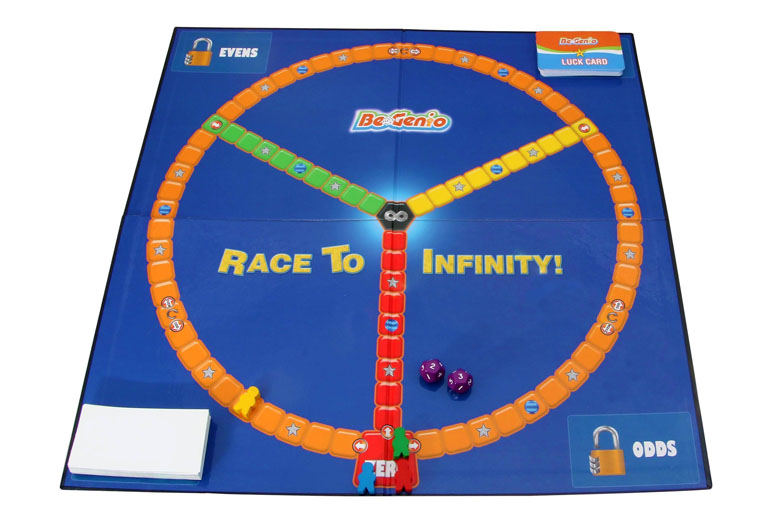 EVENS
Be Genio
LUCK CARD
Be Genio
RACE TO INFINITY!
ODDS